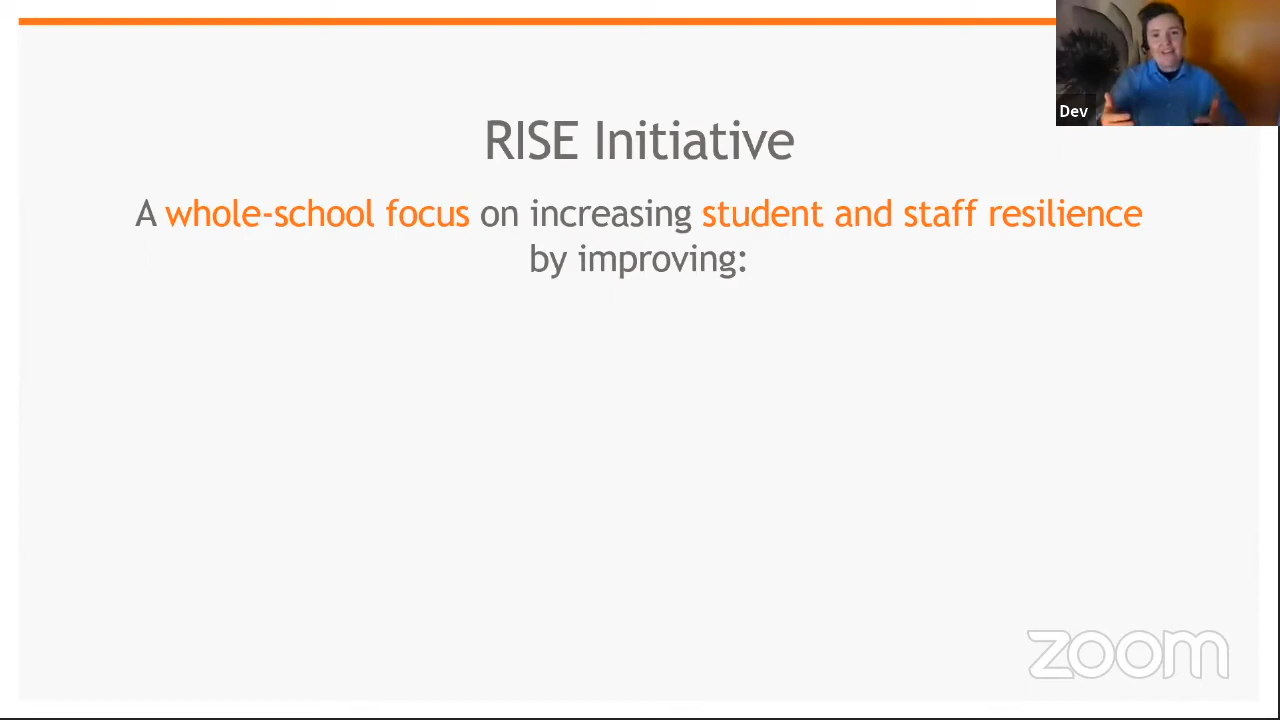 RISE Initiative
A whole-school focus on increasing student and staff resilience
by improving:
Dev
zoom